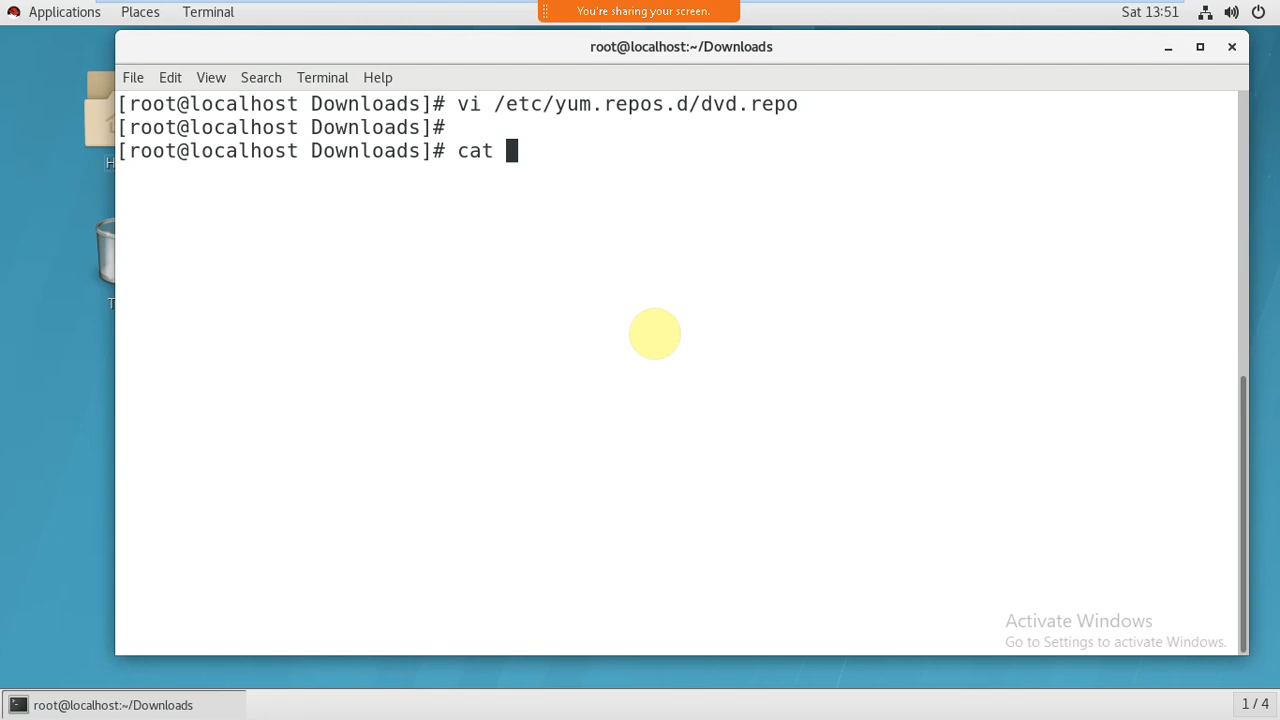 Applications Places Terminal
You're sharing your screen.
Sat 13:51
root@localhost:~/Downloads
File Edit View Search Terminal Help
[root@localhost Downloads]# vi /etc/yum.repos.d/dvd.repo
[root@localhost Downloads]#
[root@localhost Downloads]# cat
H
T
Activate Windows
Go to Settings to activate Windows.
root@localhost:~/Downloads
1 / 4